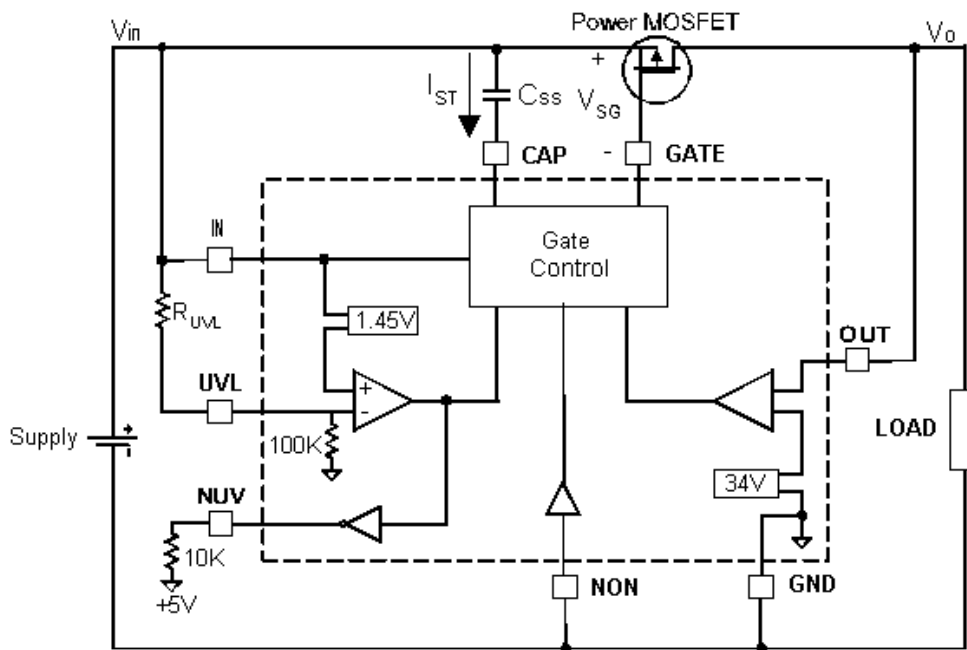 Power MOSFET
Vin
Vo
+
IST
Css
VSG
CAP
-
GATE
IN
Gate
Control
RUVL
1.45V
OUT
UVL
+
-
LOAD
Supply
+
100K
34V
NUV
10K
+5V
NON
GND